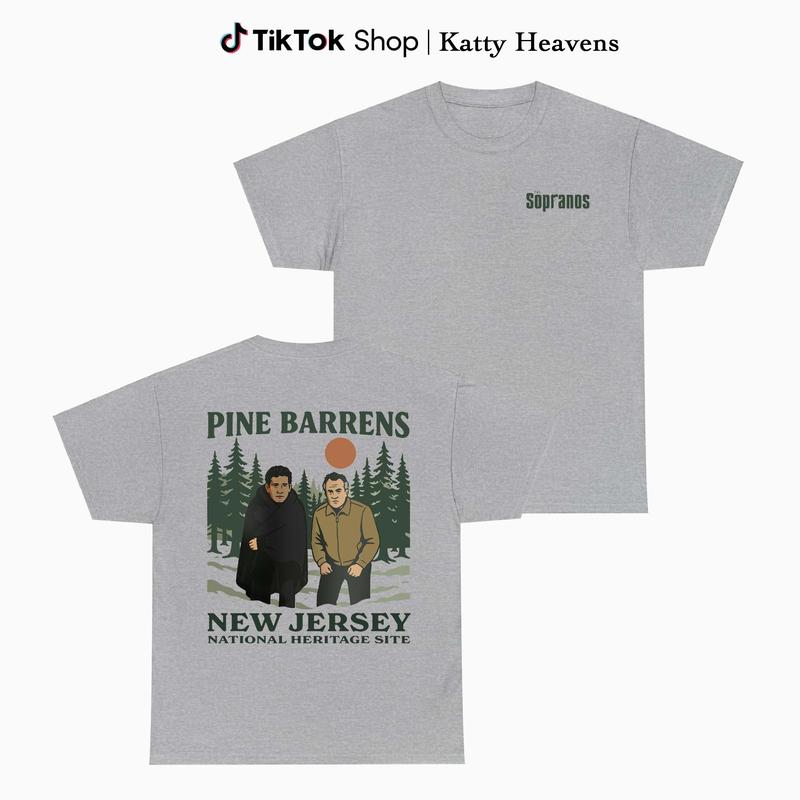 TikTok Shop | Katty Heavens
Sopranos
PINE BARRENS
NEW JERSEY
NATIONAL HERITAGE SITE